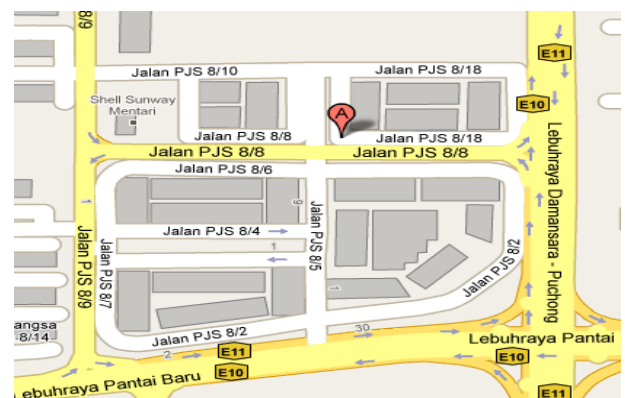 Jalan PJS 8/9
E11
Jalan PJS 8/10
Jalan PJS 8/18
E10
Shell Sunway
Mentari
A
Jalan PJS 8/8
Jalan PJS 8/18
Jalan PJS 8/8
Jalan PJS 8/8
Lebuhraya Damansara - Puchong
Jalan PJS 8/6
1
9
Jalan PJS 8/4
Jalan PJS 8/5
1
Jalan PJS 8/9
Jalan PJS 8/7
Jalan PJS 8/2
1
angsa
8/14
Jalan PJS 8/2
30
Lebuhraya Pantai
2
E11
E10
E10
ebuhraya Pantai Baru
E11